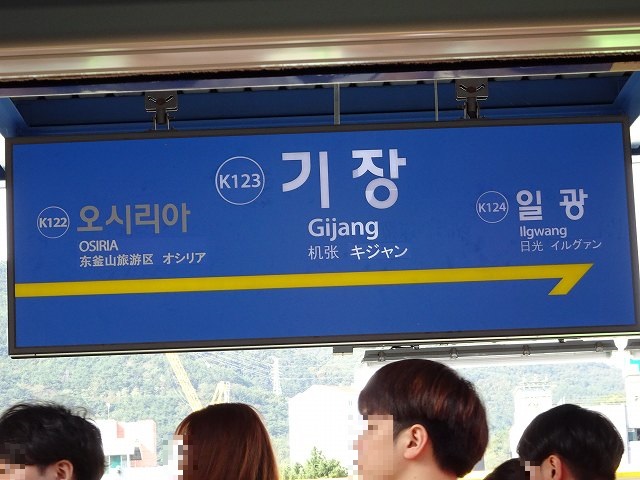 K122 오시리아
OSIRIA
东釜山旅游区 オシリア
K123 기장
Gijang
机张 キジャン
K124 일광
Ilgwang
日光 イルグァン